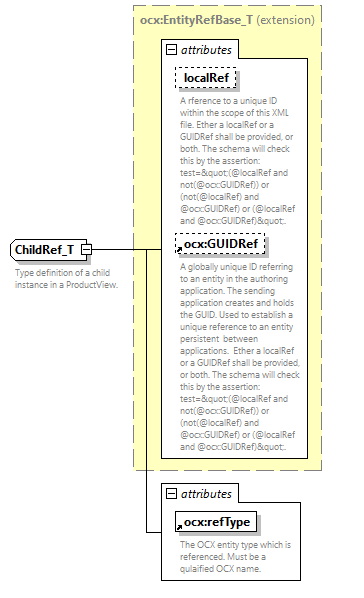 ocx:EntityRefBase_T (extension)
attributes
localRef
A rference to a unique ID
within the scope of this XML
file. Ether a localRef or a
GUIDRef shall be provided, or
both. The schema will check
this by the assertion:
test=&quot;(@localRef and
not(@ocx:GUIDRef)) or
(not(@localRef) and
@ocx:GUIDRef) or (@localRef
and @ocx:GUIDRef)&quot;.
ocx:GUIDRef
A globally unique ID referring
to an entity in the authoring
application. The sending
application creates and holds
the GUID. Used to establish a
unique reference to an entity
persistent  between
applications.  Ether a localRef
or a GUIDRef shall be provided,
or both. The schema will check
this by the assertion:
test=&quot;(@localRef and
not(@ocx:GUIDRef)) or
(not(@localRef) and
@ocx:GUIDRef) or (@localRef
and @ocx:GUIDRef)&quot;.
ChildRef_T
Type definition of a child
instance in a ProductView.
attributes
ocx:refType
The OCX entity type which is
referenced. Must be a
qulaified OCX name.